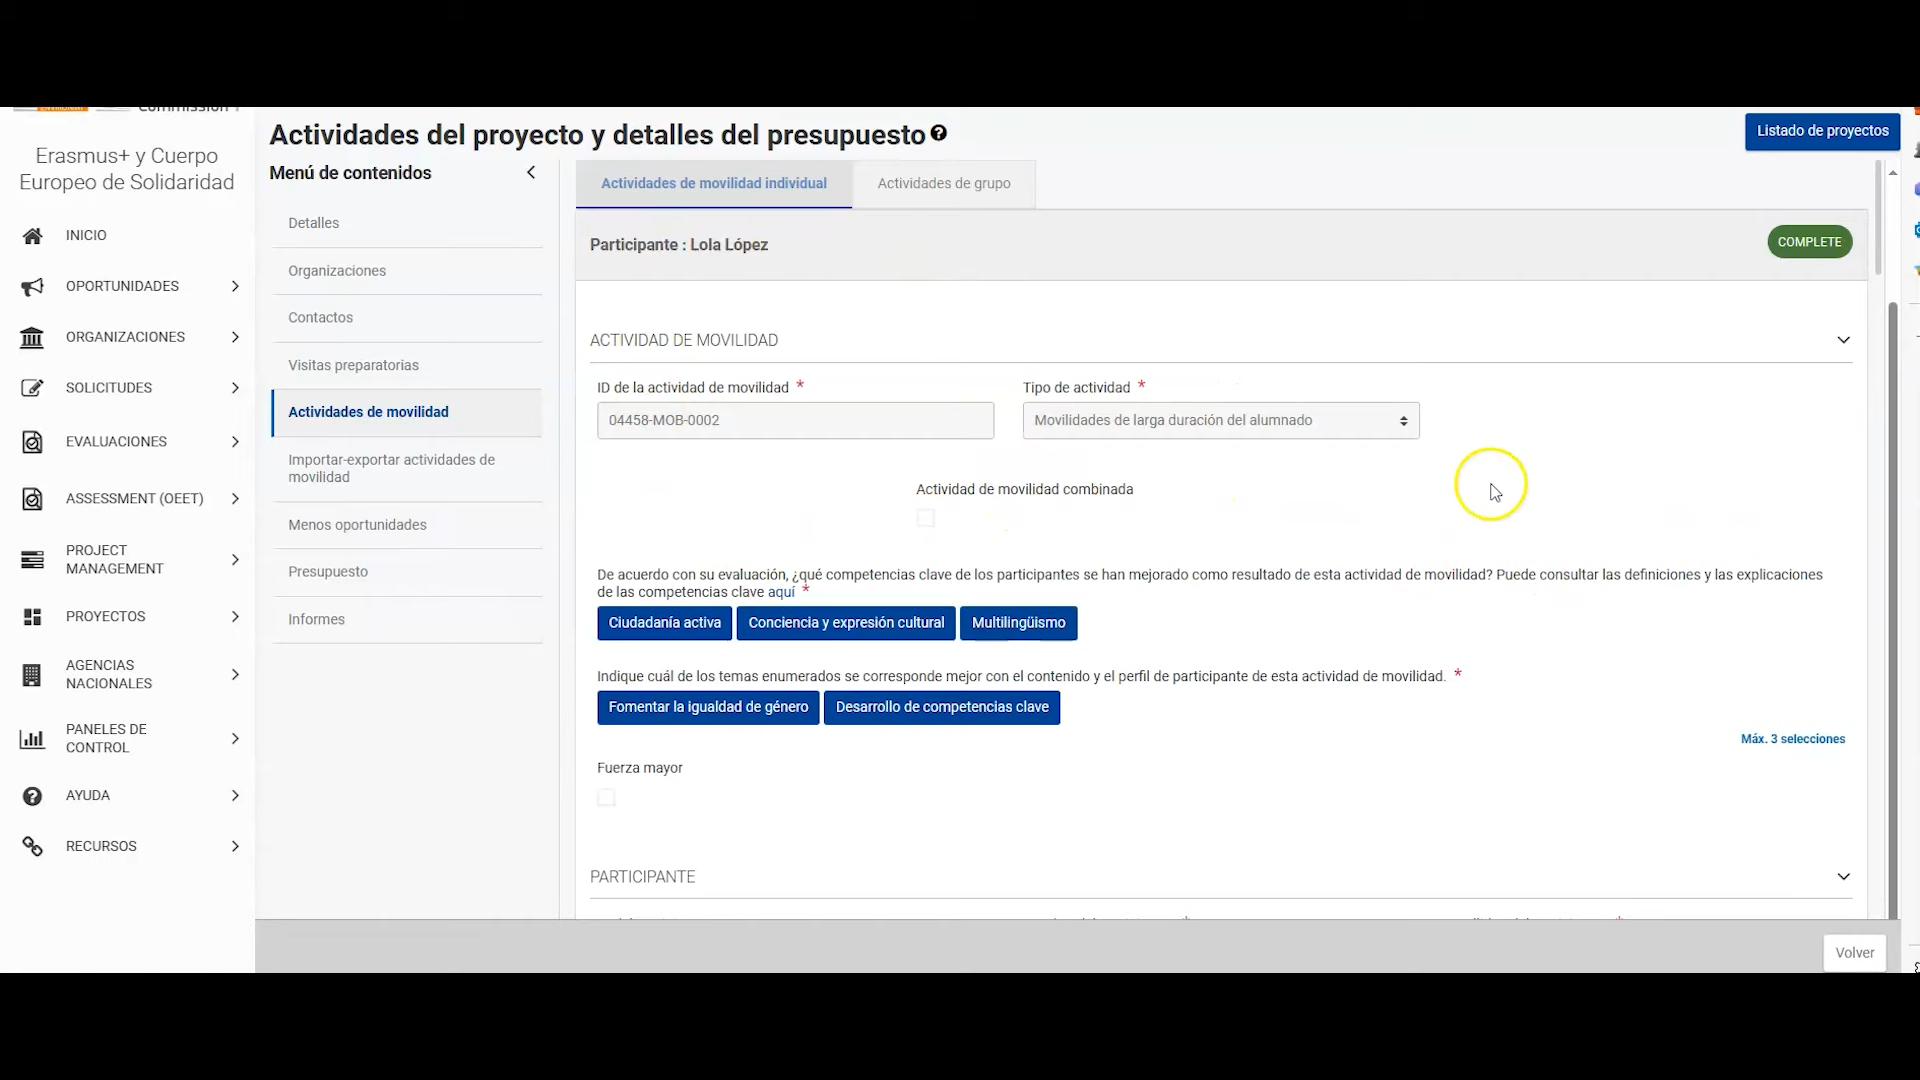 Erasmus+ y Cuerpo
Europeo de Solidaridad
INICIO
OPORTUNIDADES
ORGANIZACIONES
SOLICITUDES
EVALUACIONES
ASSESSMENT (OEET)
PROJECT
MANAGEMENT
PROYECTOS
AGENCIAS
NACIONALES
PANELES DE
CONTROL
AYUDA
RECURSOS
Actividades del proyecto y detalles del presupuesto
Listado de proyectos
Menú de contenidos
Detalles
Organizaciones
Contactos
Visitas preparatorias
Actividades de movilidad
Importar-exportar actividades de
movilidad
Menos oportunidades
Presupuesto
Informes
Actividades de movilidad individual
Actividades de grupo
Participante : Lola López
COMPLETE
ACTIVIDAD DE MOVILIDAD
ID de la actividad de movilidad *
04458-MOB-0002
Tipo de actividad *
Movilidades de larga duración del alumnado
Actividad de movilidad combinada
De acuerdo con su evaluación, ¿qué competencias clave de los participantes se han mejorado como resultado de esta actividad de movilidad? Puede consultar las definiciones y las explicaciones
de las competencias clave aquí *
Ciudadanía activa
Conciencia y expresión cultural
Multilingüismo
Indique cuál de los temas enumerados se corresponde mejor con el contenido y el perfil de participante de esta actividad de movilidad. *
Fomentar la igualdad de género
Desarrollo de competencias clave
Máx. 3 selecciones
Fuerza mayor
PARTICIPANTE
Volver